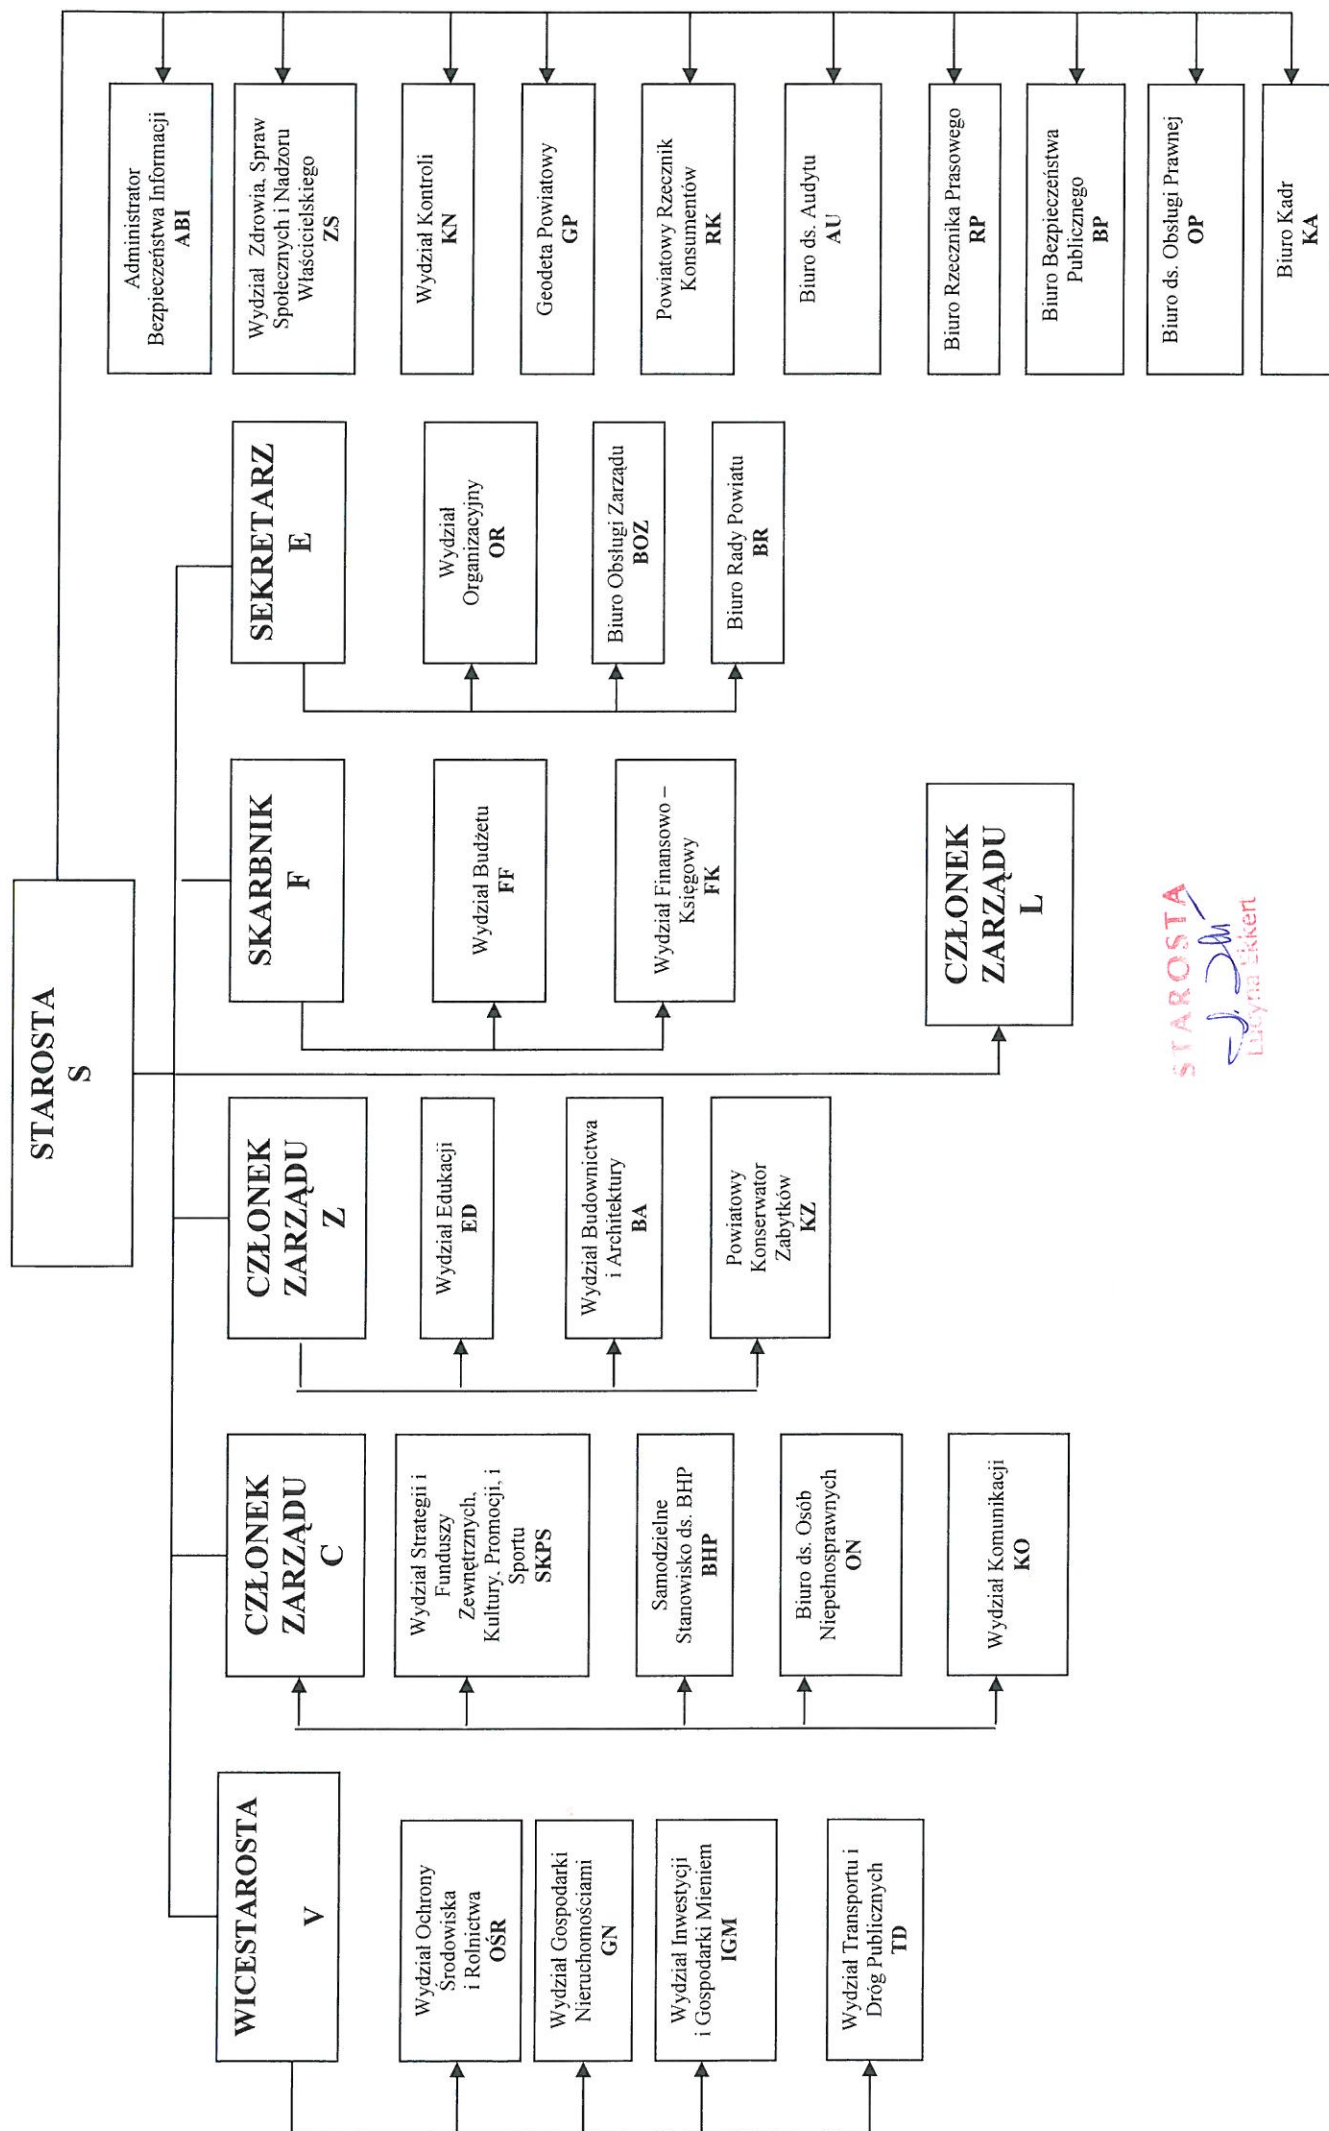 STAROSTA
S
WICESTAROSTA
V
Wydział Ochrony
Środowiska
i Rolnictwa
OŚR
Wydział Gospodarki
Nieruchomościami
GN
Wydział Inwestycji
i Gospodarki Mieniem
IGM
Wydział Transportu i
Dróg Publicznych
TD
CZŁONEK
ZARZĄDU
C
Wydział Strategii i
Funduszy
Zewnętrznych,
Kultury. Promocji, i
Sportu
SKPS
Samodzielne
Stanowisko ds. BHP
BHP
Biuro ds. Osób
Niepełnosprawnych
ON
Wydział Komunikacji
KO
CZŁONEK
ZARZĄDU
Z
Wydział Edukacji
ED
Wydział Budownictwa
i Architektury
BA
Powiatowy
Konserwator
Zabytków
KZ
SKARBNIK
F
Wydział Budżetu
FF
Wydział Finansowo –
Księgowy
FK
CZŁONEK
ZARZĄDU
L
SEKRETARZ
E
Wydział
Organizacyjny
OR
Biuro Obsługi Zarządu
BOZ
Biuro Rady Powiatu
BR
Administrator
Bezpieczeństwa Informacji
ABI
Wydział Zdrowia, Spraw
Społecznych i Nadzoru
Właścicielskiego
ZS
Wydział Kontroli
KN
Geodeta Powiatowy
GP
Powiatowy Rzecznik
Konsumentów
RK
Biuro ds. Audytu
AU
Biuro Rzecznika Prasowego
RP
Biuro Bezpieczeństwa
Publicznego
BP
Biuro ds. Obsługi Prawnej
OP
Biuro Kadr
KA
STAROSTA
Lucyna Ekkert